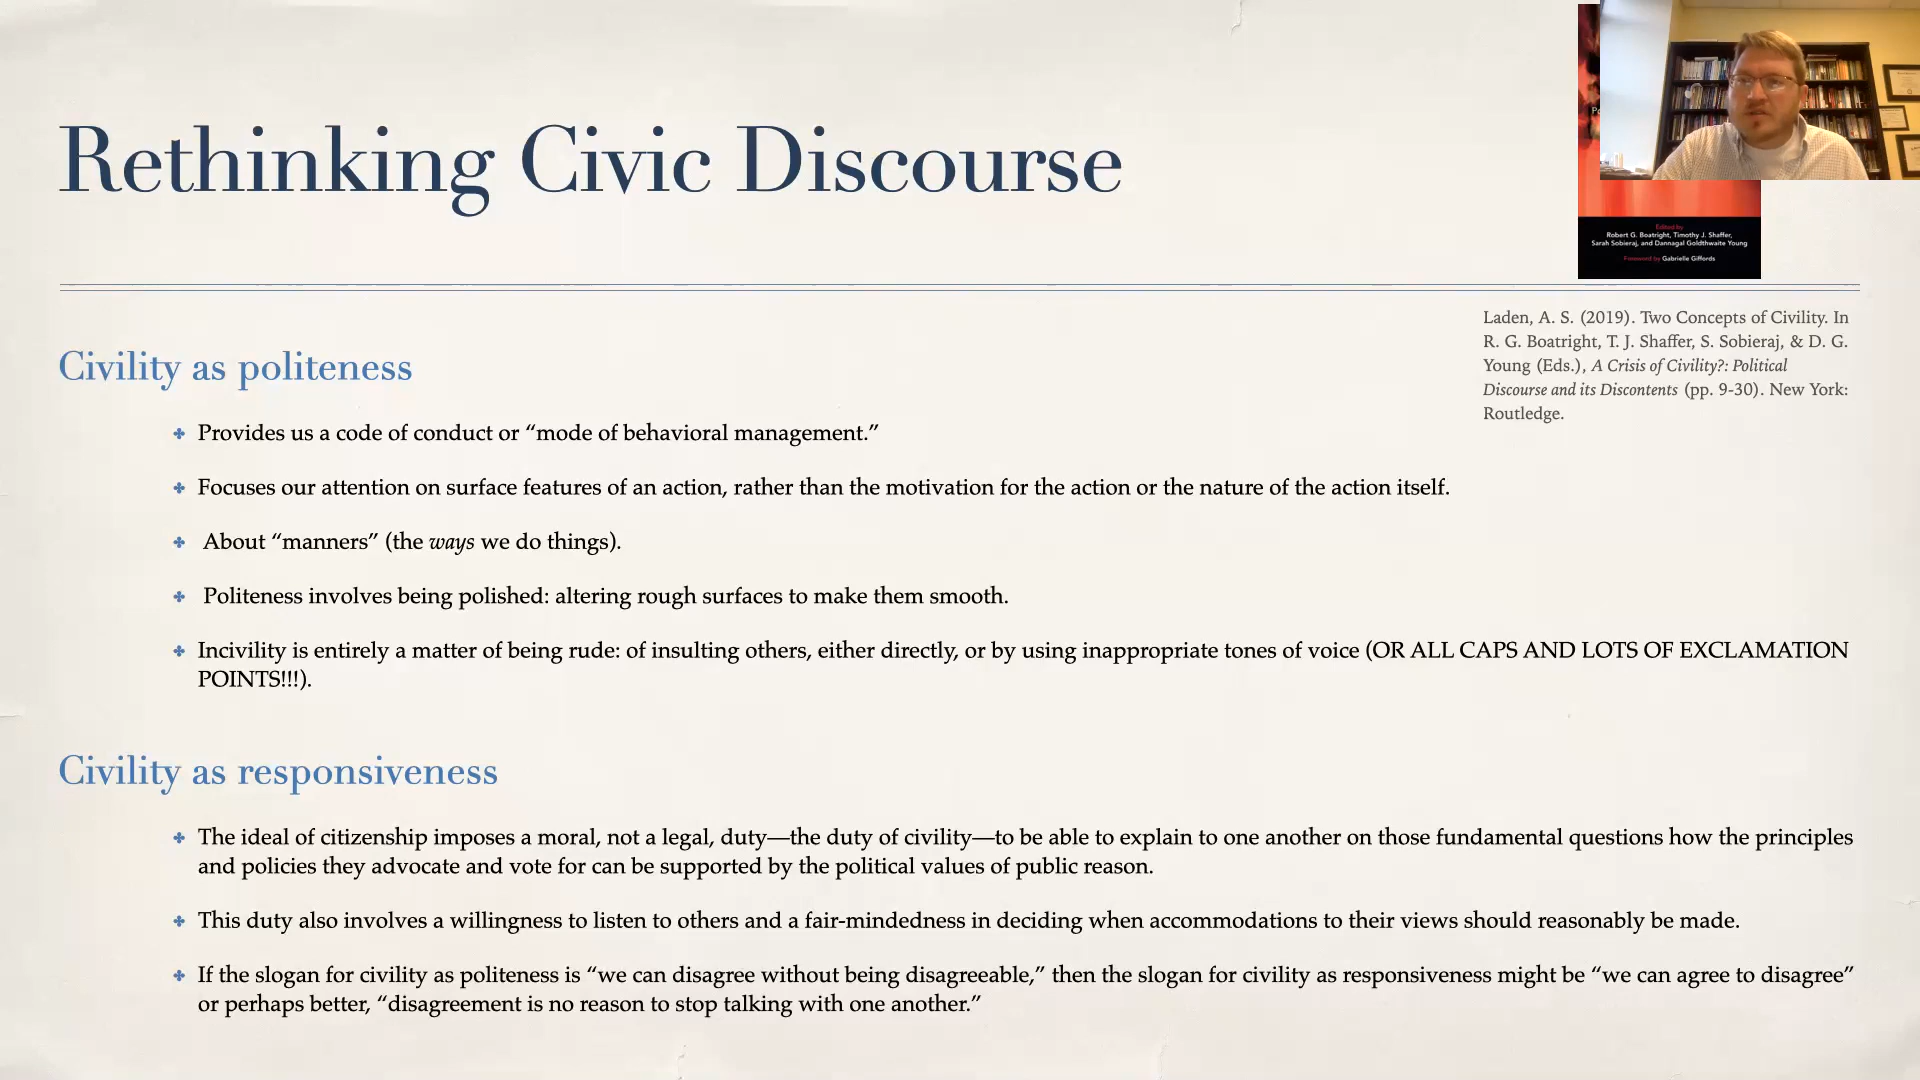 Rethinking Civic Discourse
Edited by
Robert G. Boatright, Timothy J. Shaffer,
Sarah Sobieraj, and Dannagal Goldthwaite Young
Foreword by Gabrielle Giffords
Laden, A. S. (2019). Two Concepts of Civility. In
R. G. Boatright, T. J. Shaffer, S. Sobieraj, & D. G.
Young (Eds.), A Crisis of Civility?: Political
Discourse and its Discontents (pp. 9-30). New York:
Routledge.
Civility as politeness
Provides us a code of conduct or “mode of behavioral management.”
Focuses our attention on surface features of an action, rather than the motivation for the action or the nature of the action itself.
About “manners” (the ways we do things).
Politeness involves being polished: altering rough surfaces to make them smooth.
Incivility is entirely a matter of being rude: of insulting others, either directly, or by using inappropriate tones of voice (OR ALL CAPS AND LOTS OF EXCLAMATION
POINTS!!!).
Civility as responsiveness
The ideal of citizenship imposes a moral, not a legal, duty—the duty of civility—to be able to explain to one another on those fundamental questions how the principles
and policies they advocate and vote for can be supported by the political values of public reason.
This duty also involves a willingness to listen to others and a fair-mindedness in deciding when accommodations to their views should reasonably be made.
If the slogan for civility as politeness is “we can disagree without being disagreeable,” then the slogan for civility as responsiveness might be “we can agree to disagree”
or perhaps better, “disagreement is no reason to stop talking with one another.”